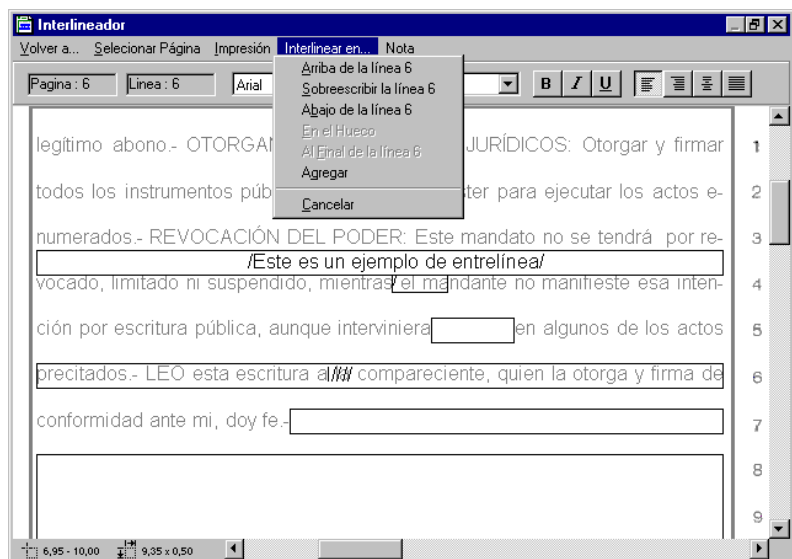 Interlineador
Volver a... Selecionar Página Impresión Interlinear en... Nota
Pagina : 6 Linea : 6 Arial B I U
Arriba de la línea 6
Sobreescribir la línea 6
Abajo de la línea 6
En el Hueco
Al Einal de la línea 6
Agregar
Cancelar
legítimo abono.- OTORGAN JURÍDICOS: Otorgar y firmar 1
todos los instrumentos púb ster para ejecutar los actos e- 2
numerados.- REVOCACIÓN DEL PODER: Este mandato no se tendrá por re- 3
/Este es un ejemplo de entrelínea/
vocado, limitado ni suspendido, mientras/ el mandante no manifieste esa inten- 4
ción por escritura pública, aunque interviniera en algunos de los actos 5
precitados.- LEO esta escritura al/#/ compareciente, quien la otorga y firma de 6
conformidad ante mi, doy fe.- 7
8
9
6,95 - 10,00 9,35 x 0,50